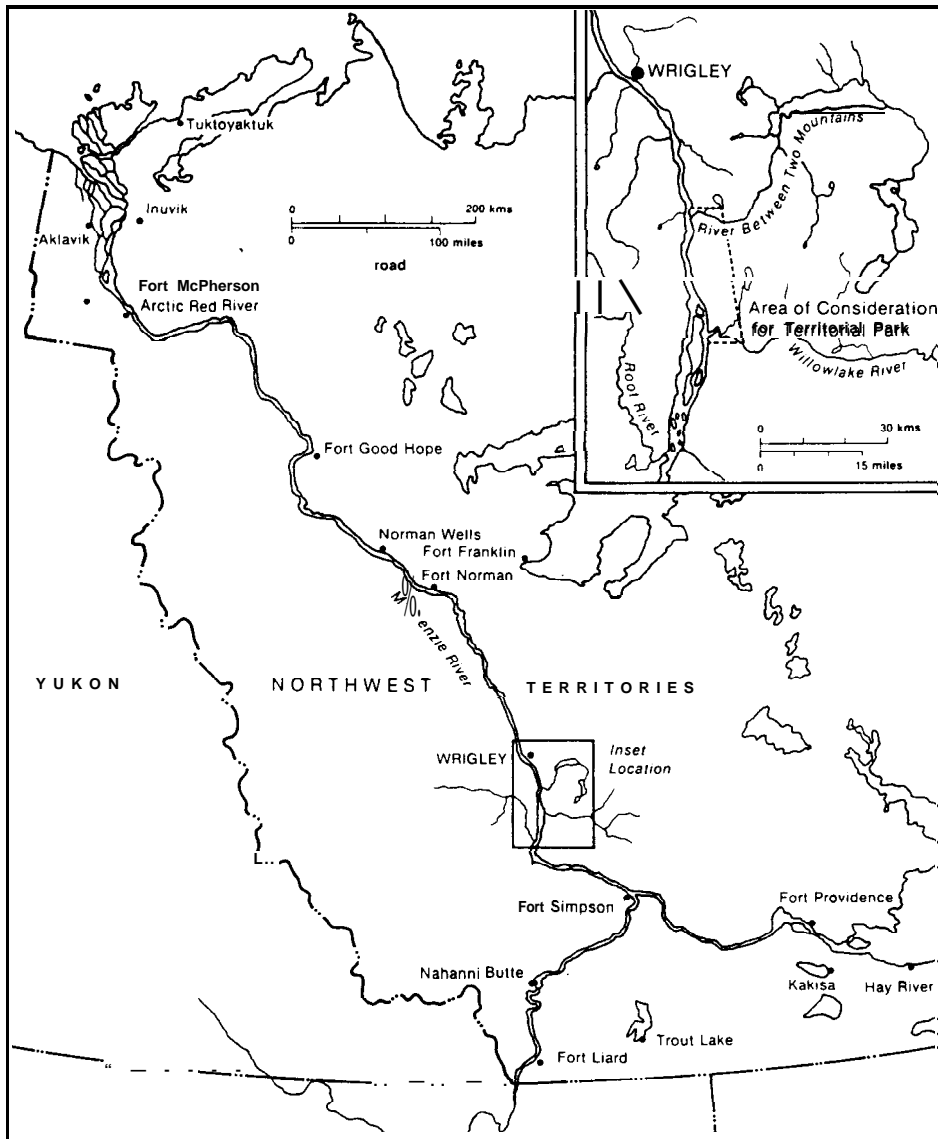 WRIGLEY
Tuktoyaktuk
River Between Two Mountains
Inuvik
0 200 kms
0 100 miles
Aklavik
road
Fort McPherson
Arctic Red River
Area of Consideration
for Territorial Park
Willowlake River
Root River
0 30 kms
0 15 miles
Fort Good Hope
Norman Wells
Fort Franklin
Fort Norman
enzie River
YUKON
NORTHWEST TERRITORIES
WRIGLEY
Inset
Location
L..
Fort Simpson
Fort Providence
Nahanni Butte
Kakisa
Hay River
Trout Lake
Fort Liard